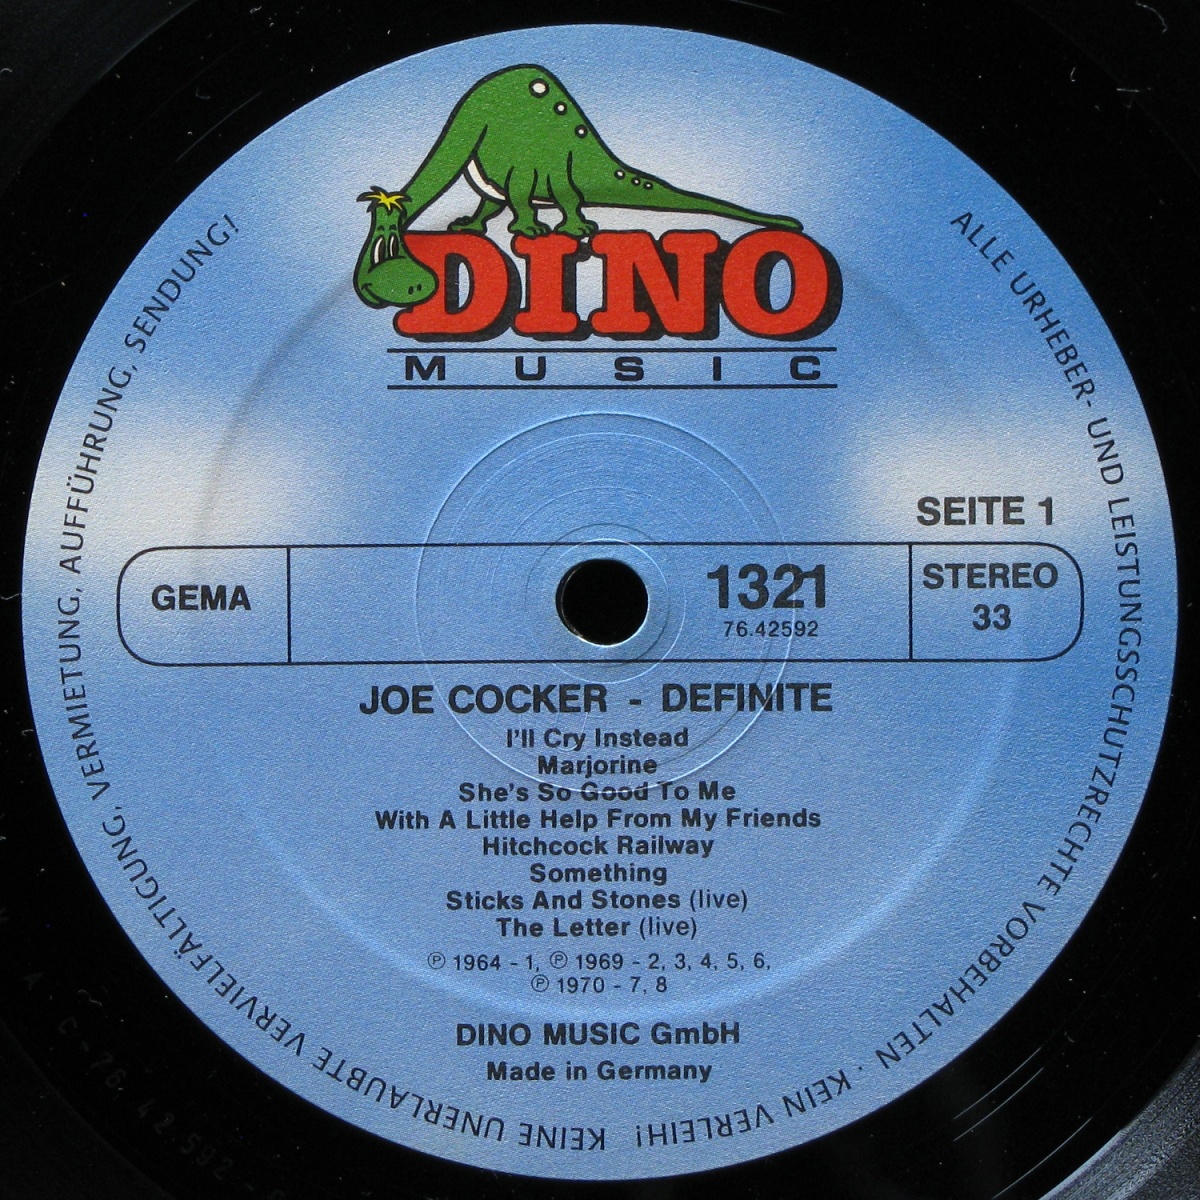 DINO
MUSIC
ALLE URHEBER- UND LEISTUNGSSCHUTZRECHTE VORBEHALTEN · KEIN VERLEIH! KEINE UNERLAUBTE VERVIELFÄLTIGUNG, VERMIETUNG, AUFFÜHRUNG, SENDUNG!
SEITE 1
GEMA
1321
76.42592
STEREO
33
JOE COCKER - DEFINITE
I'll Cry Instead
Marjorine
She's So Good To Me
With A Little Help From My Friends
Hitchcock Railway
Something
Sticks And Stones (live)
The Letter (live)
Ⓟ 1964 - 1, Ⓟ 1969 - 2, 3, 4, 5, 6,
Ⓟ 1970 - 7, 8
DINO MUSIC GmbH
Made in Germany